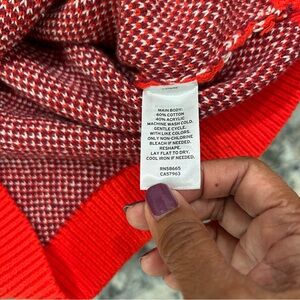 MAIN BODY:
60% COTTON
40% ACRYLIC
MACHINE WASH COLD.
GENTLE CYCLE.
WITH LIKE COLORS.
ONLY NON-CHLORINE
BLEACH IF NEEDED.
RESHAPE.
LAY FLAT TO DRY.
COOL IRON IF NEEDED.
RN58665
CA57963